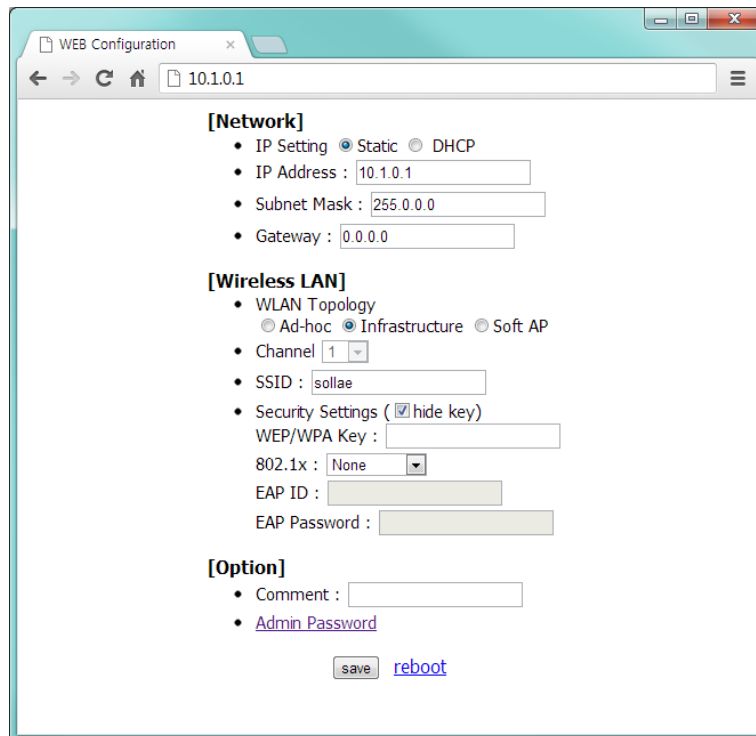 WEB Configuration
10.1.0.1
[Network]
IP Setting Static DHCP
IP Address : 10.1.0.1
Subnet Mask : 255.0.0.0
Gateway : 0.0.0.0
[Wireless LAN]
WLAN Topology
Ad-hoc Infrastructure Soft AP
Channel 1
SSID : sollae
Security Settings ( hide key)
WEP/WPA Key :
802.1x : None
EAP ID :
EAP Password :
[Option]
Comment :
Admin Password
save reboot